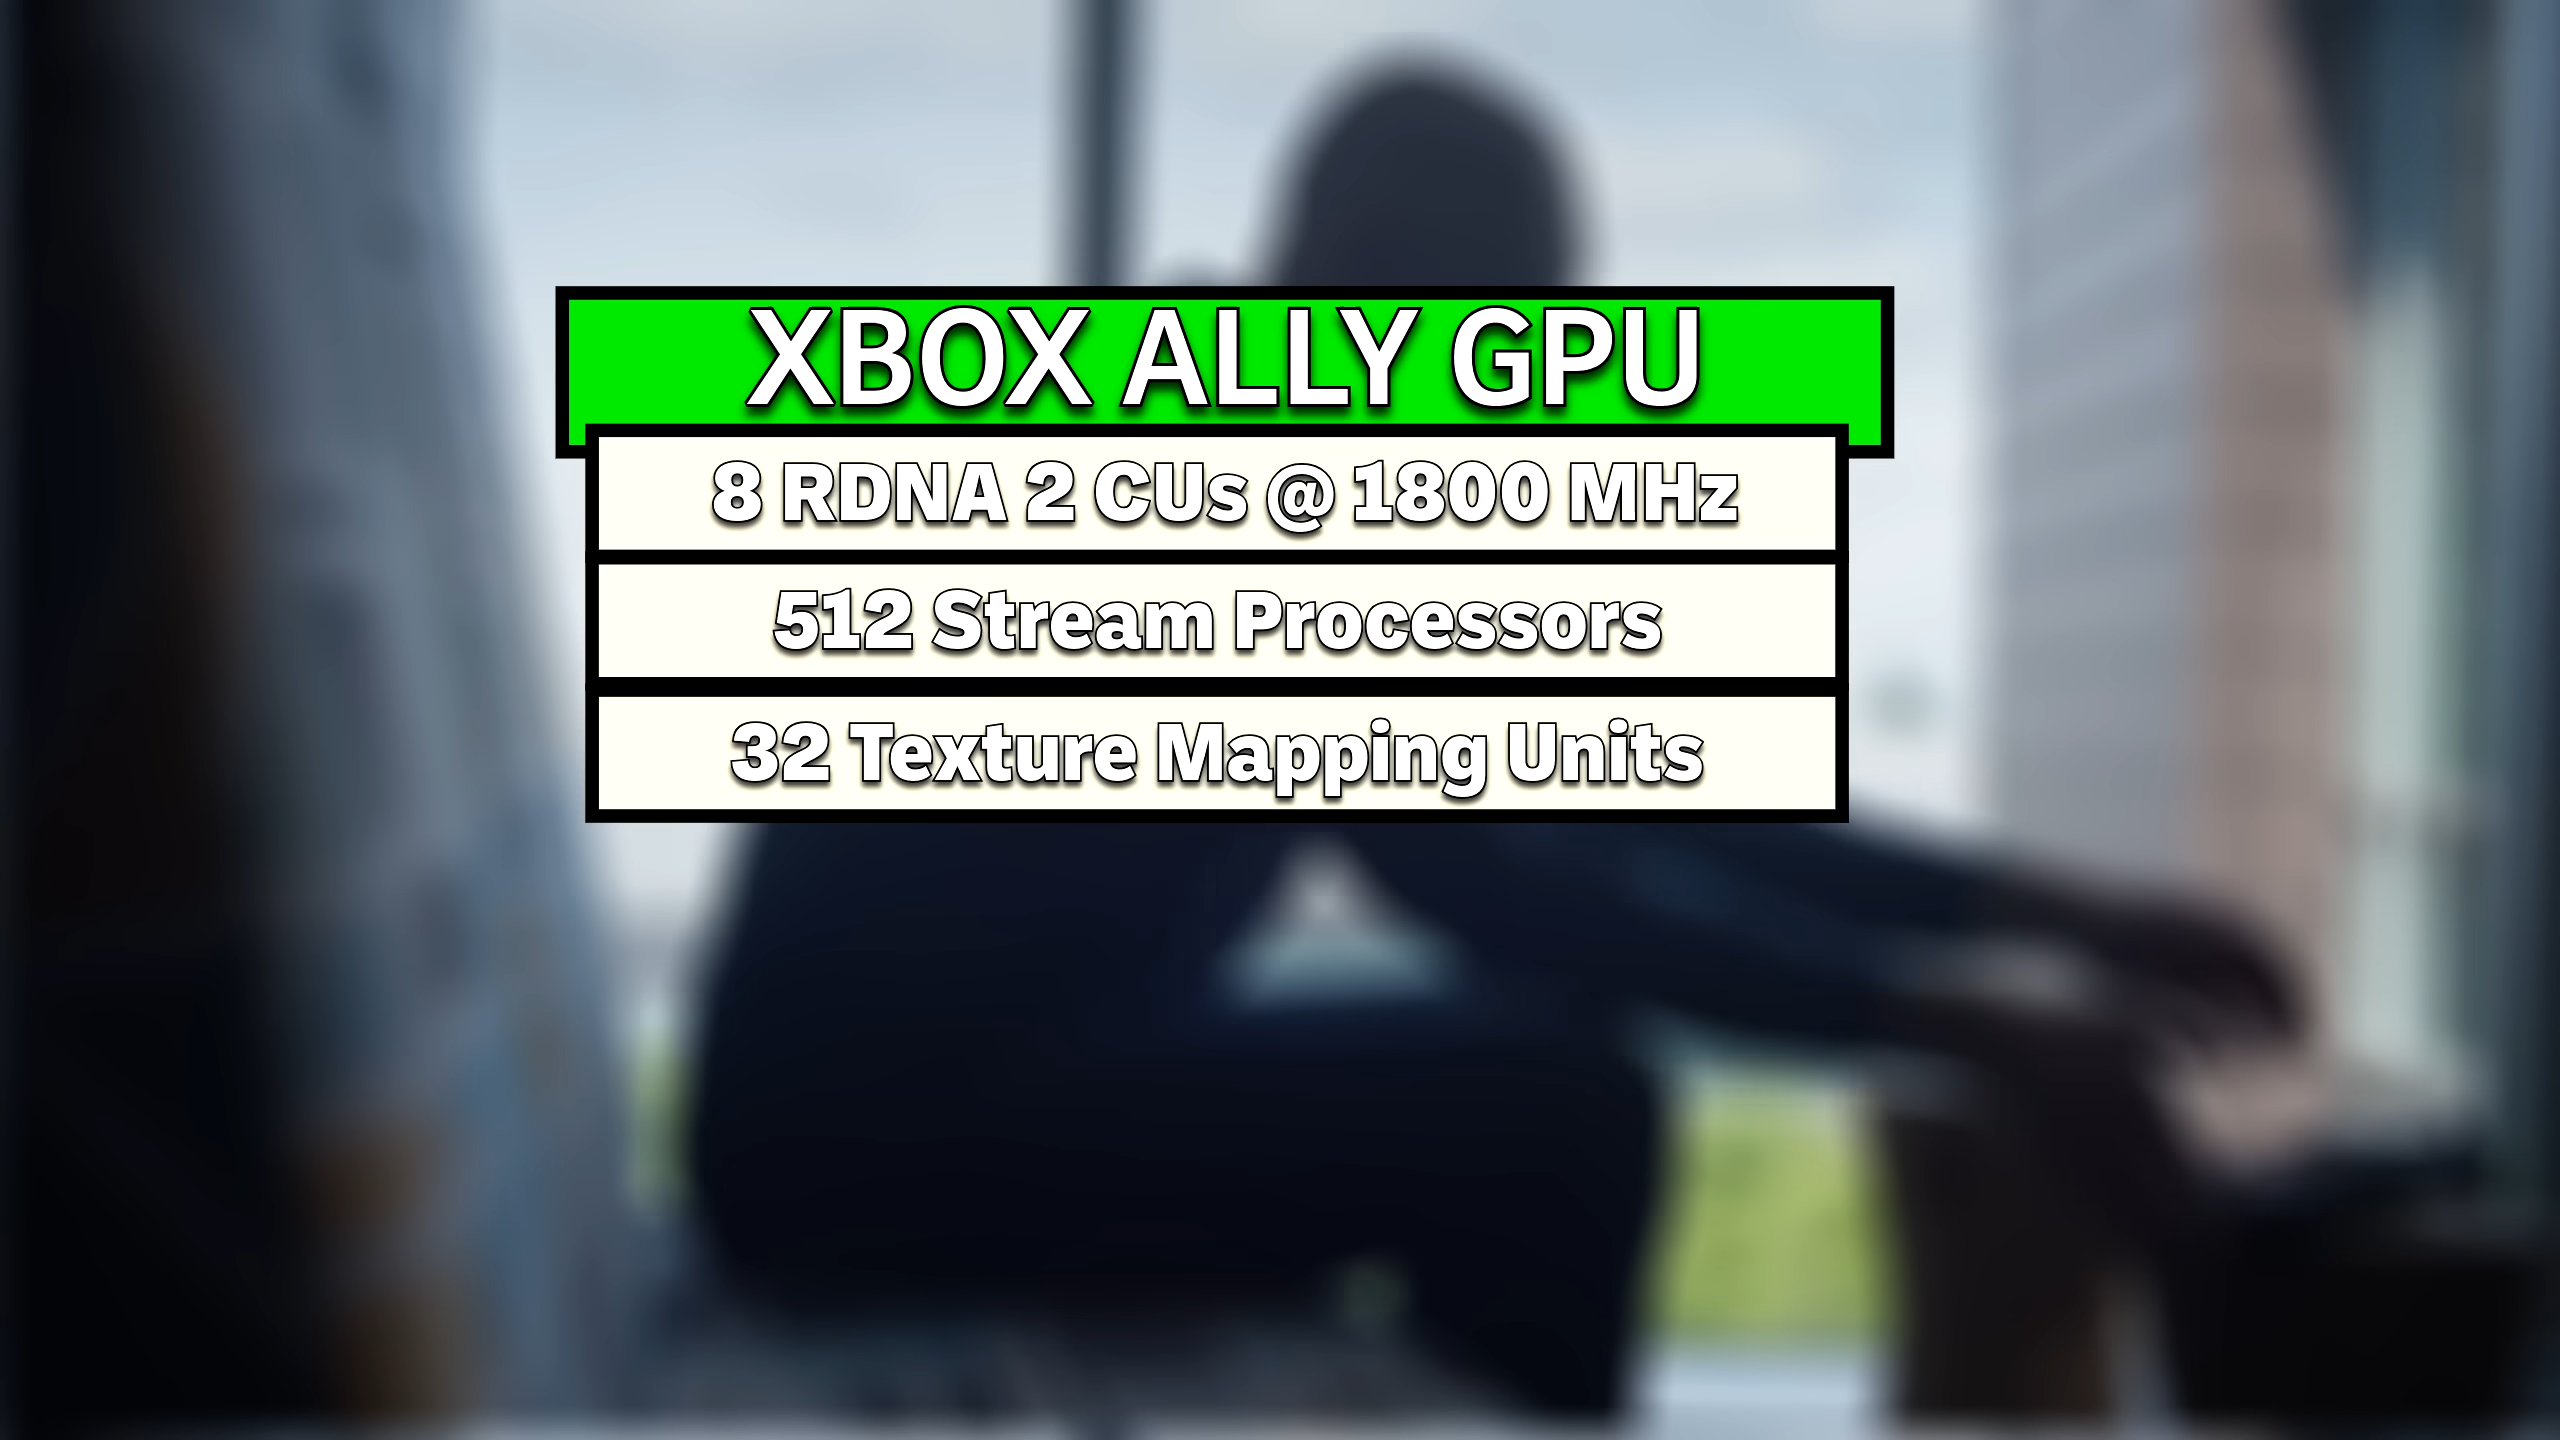 XBOX ALLY GPU
8 RDNA 2 CUs @ 1800 MHz
512 Stream Processors
32 Texture Mapping Units